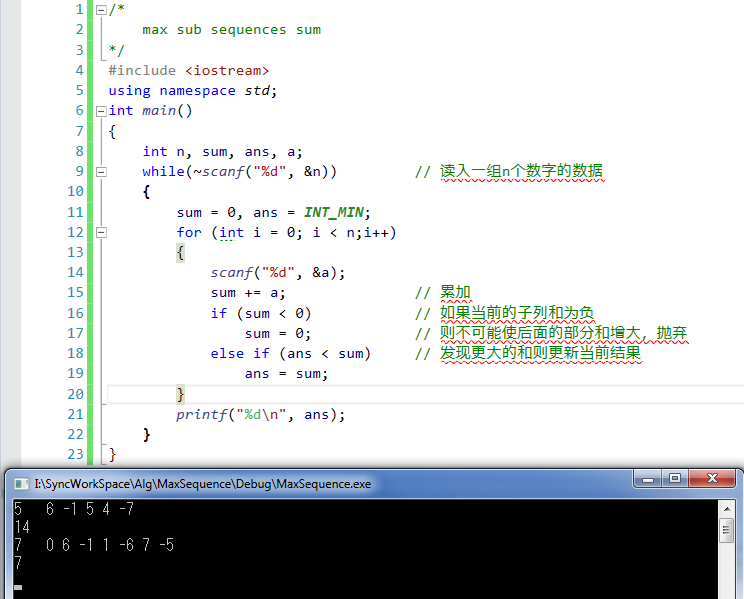 1 /*
2 max sub sequences sum
3 */
4 #include <iostream>
5 using namespace std;
6 int main()
7 {
8 int n, sum, ans, a;
9 while(~scanf("%d", &n)) // 读入一组n个数字的数据
10 {
11 sum = 0, ans = INT_MIN;
12 for (int i = 0; i < n;i++)
13 {
14 scanf("%d", &a);
15 sum += a; // 累加
16 if (sum < 0) // 如果当前的子列和为负
17 sum = 0; // 则不可能使后面的部分和增大，抛弃
18 else if (ans < sum) // 发现更大的和则更新当前结果
19 ans = sum;
20 }
21 printf("%d\n", ans);
22 }
23 }
I:\SyncWorkSpace\Alg\MaxSequence\Debug\MaxSequence.exe
5 6 -1 5 4 -7
14
7 0 6 -1 1 -6 7 -5
7